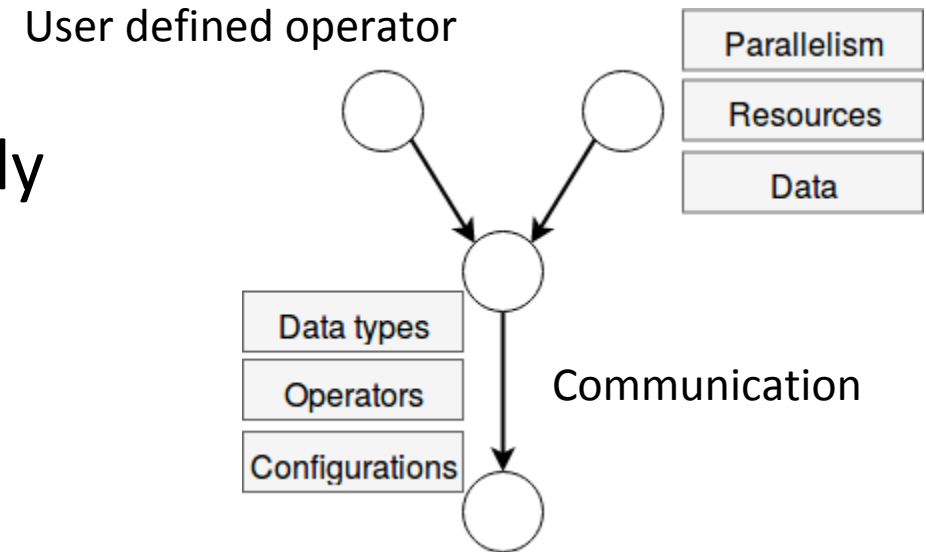 User defined operator
Parallelism
Resources
Data
Data types
Operators
Configurations
Communication